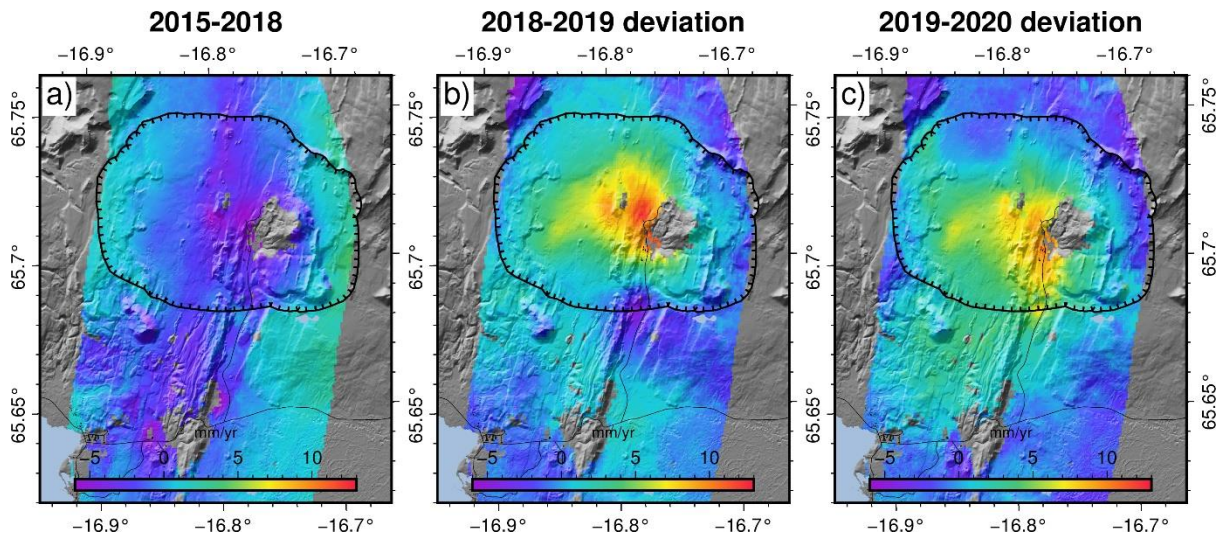 2015-2018 2018-2019 deviation 2019-2020 deviation
−16.9° −16.8° −16.7° −16.9° −16.8° −16.7° −16.9° −16.8° −16.7°
a) b) c)
65.75° 65.75° 65.75°
65.7° 65.7° 65.7°
65.65° 65.65° 65.65°
mm/yr mm/yr mm/yr
−5 0 5 10 −5 0 5 10 −5 0 5 10
−16.9° −16.8° −16.7° −16.9° −16.8° −16.7° −16.9° −16.8° −16.7°